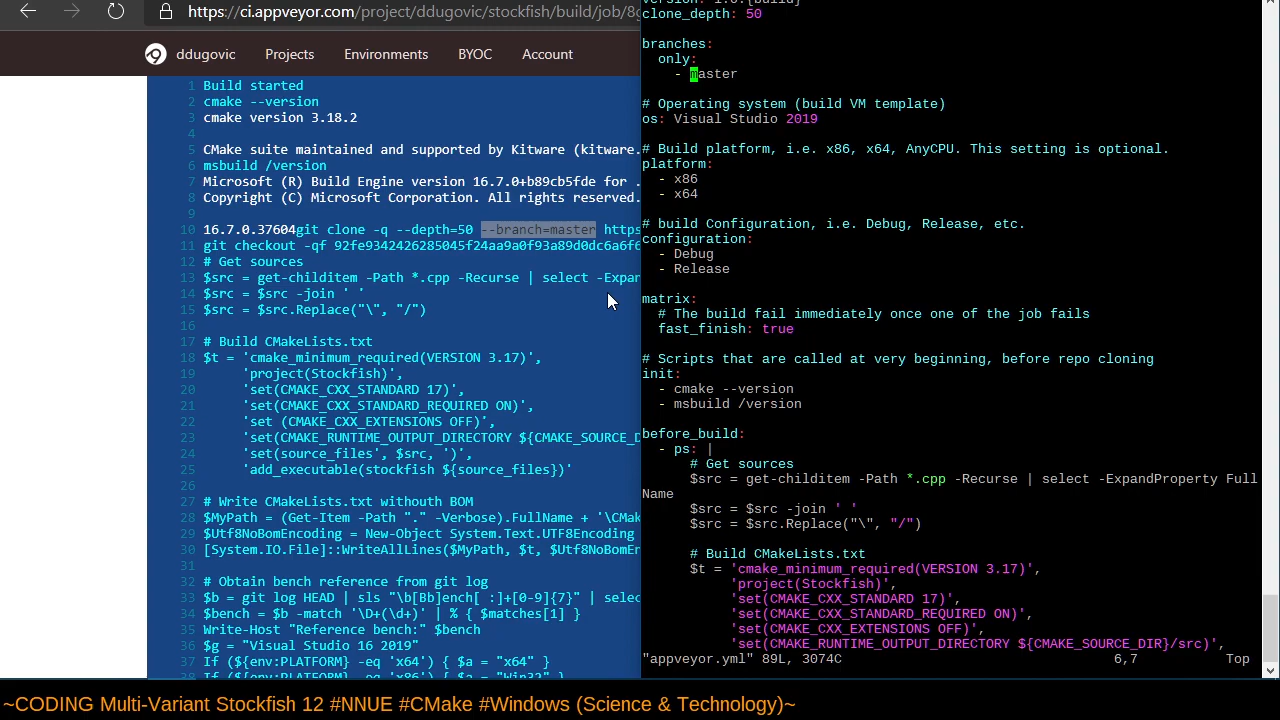 https://ci.appveyor.com/project/ddugovic/stockfish/build/job/8g
ddugovic Projects Environments BYOC Account
1 Build started
2 cmake --version
3 cmake version 3.18.2
4
5 CMake suite maintained and supported by Kitware (kitware.
6 msbuild /version
7 Microsoft (R) Build Engine version 16.7.0+b89cb5fde for .
8 Copyright (C) Microsoft Corporation. All rights reserved.
9
10 16.7.0.37604git clone -q --depth=50 --branch=master https
11 git checkout -qf 92fe9342426285045f24aa9a0f93a89d0dc6a6f6
12 # Get sources
13 $src = get-childitem -Path *.cpp -Recurse | select -Expan
14 $src = $src -join ' '
15 $src = $src.Replace("\", "/")
16
17 # Build CMakeLists.txt
18 $t = 'cmake_minimum_required(VERSION 3.17)',
19 'project(Stockfish)',
20 'set(CMAKE_CXX_STANDARD 17)',
21 'set(CMAKE_CXX_STANDARD_REQUIRED ON)',
22 'set (CMAKE_CXX_EXTENSIONS OFF)',
23 'set(CMAKE_RUNTIME_OUTPUT_DIRECTORY ${CMAKE_SOURCE_D
24 'set(source_files', $src, ')',
25 'add_executable(stockfish ${source_files})'
26
27 # Write CMakeLists.txt withouth BOM
28 $MyPath = (Get-Item -Path "." -Verbose).FullName + '\CMak
29 $Utf8NoBomEncoding = New-Object System.Text.UTF8Encoding
30 [System.IO.File]::WriteAllLines($MyPath, $t, $Utf8NoBomEn
31
32 # Obtain bench reference from git log
33 $b = git log HEAD | sls "\b[Bb]ench[ :]+[0-9]{7}" | selec
34 $bench = $b -match '\D+(\d+)' | % { $matches[1] }
35 Write-Host "Reference bench:" $bench
36 $g = "Visual Studio 16 2019"
37 If (${env:PLATFORM} -eq 'x64') { $a = "x64" }
38 If (${env:PLATFORM} -eq 'x86') { $a = "Win32" }
version: 1.0.{build}
clone_depth: 50
branches:
only:
- master
# Operating system (build VM template)
os: Visual Studio 2019
# Build platform, i.e. x86, x64, AnyCPU. This setting is optional.
platform:
- x86
- x64
# build Configuration, i.e. Debug, Release, etc.
configuration:
- Debug
- Release
matrix:
# The build fail immediately once one of the job fails
fast_finish: true
# Scripts that are called at very beginning, before repo cloning
init:
- cmake --version
- msbuild /version
before_build:
- ps: |
# Get sources
$src = get-childitem -Path *.cpp -Recurse | select -ExpandProperty Full
Name
$src = $src -join ' '
$src = $src.Replace("\", "/")
# Build CMakeLists.txt
$t = 'cmake_minimum_required(VERSION 3.17)',
'project(Stockfish)',
'set(CMAKE_CXX_STANDARD 17)',
'set(CMAKE_CXX_STANDARD_REQUIRED ON)',
'set (CMAKE_CXX_EXTENSIONS OFF)',
'set(CMAKE_RUNTIME_OUTPUT_DIRECTORY ${CMAKE_SOURCE_DIR}/src)',
"appveyor.yml" 89L, 3074C 6,7 Top
~CODING Multi-Variant Stockfish 12 #NNUE #CMake #Windows (Science & Technology)~